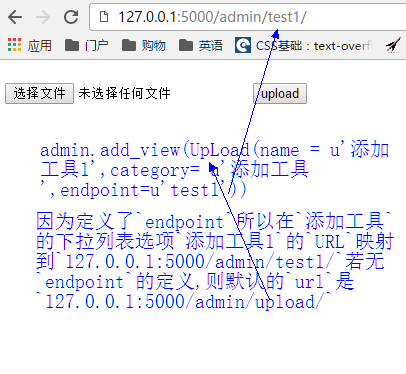 127.0.0.1:5000/admin/test1/
应用 门户 购物 英语 CSS基础：text-overf
选择文件 未选择任何文件 upload
admin.add_view(UpLoad(name = u'添加
工具1',category= u'添加工具
',endpoint=u'test1'))
因为定义了`endpoint`所以在`添加工具`
的下拉列表选项`添加工具1`的`URL`映射
到`127.0.0.1:5000/admin/test1/`若无
`endpoint`的定义,则默认的`url`是
`127.0.0.1:5000/admin/upload/`